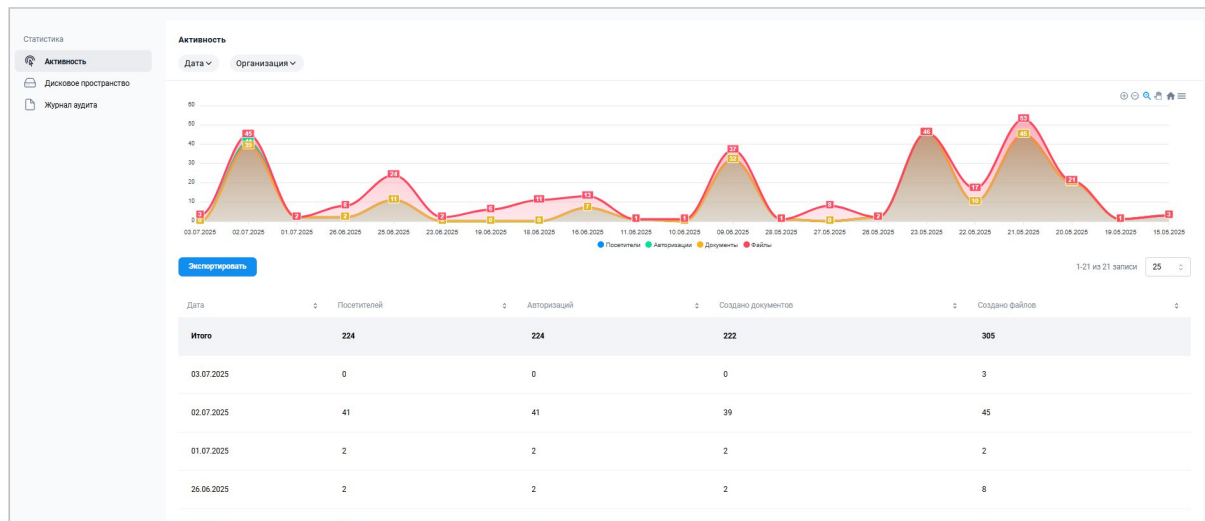 Статистика
Активность
Дисковое пространство
Журнал аудита
Активность
Дата Организация
60
50
40
30
20
10
0
3 45 39 2 8 2 24 11 2 6 0 11 0 13 7 1 1 37 32 1 8 0 2 46 17 10 53 45 21 1 3
03.07.2025 02.07.2025 01.07.2025 26.06.2025 25.06.2025 23.06.2025 19.06.2025 18.06.2025 16.06.2025 11.06.2025 10.06.2025 09.06.2025 28.05.2025 27.05.2025 26.05.2025 23.05.2025 22.05.2025 21.05.2025 20.05.2025 19.05.2025 15.05.2025
Посетители Авторизации Документы Файлы
Экспортировать 1-21 из 21 записи 25
Дата Посетителей Авторизаций Создано документов Создано файлов
Итого 224 224 222 305
03.07.2025 0 0 0 3
02.07.2025 41 41 39 45
01.07.2025 2 2 2 2
26.06.2025 2 2 2 8